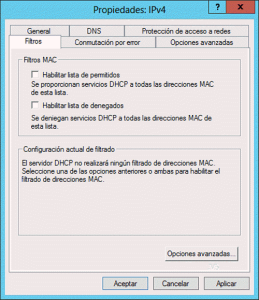 Propiedades: IPv4
?
General
DNS
Protección de acceso a redes
Filtros
Conmutación por error
Opciones avanzadas
Filtros MAC
Habilitar lista de permitidos
Se proporcionan servicios DHCP a todas las direcciones MAC
de esta lista.
Habilitar lista de denegados
Se deniegan servicios DHCP a todas las direcciones MAC de
esta lista.
Configuración actual de filtrado
El servidor DHCP no realizará ningún filtrado de direcciones MAC.
Seleccione una de las opciones anteriores o ambas para habilitar el
filtrado de direcciones MAC.
Opciones avanzadas...
Aceptar
Cancelar
Aplicar